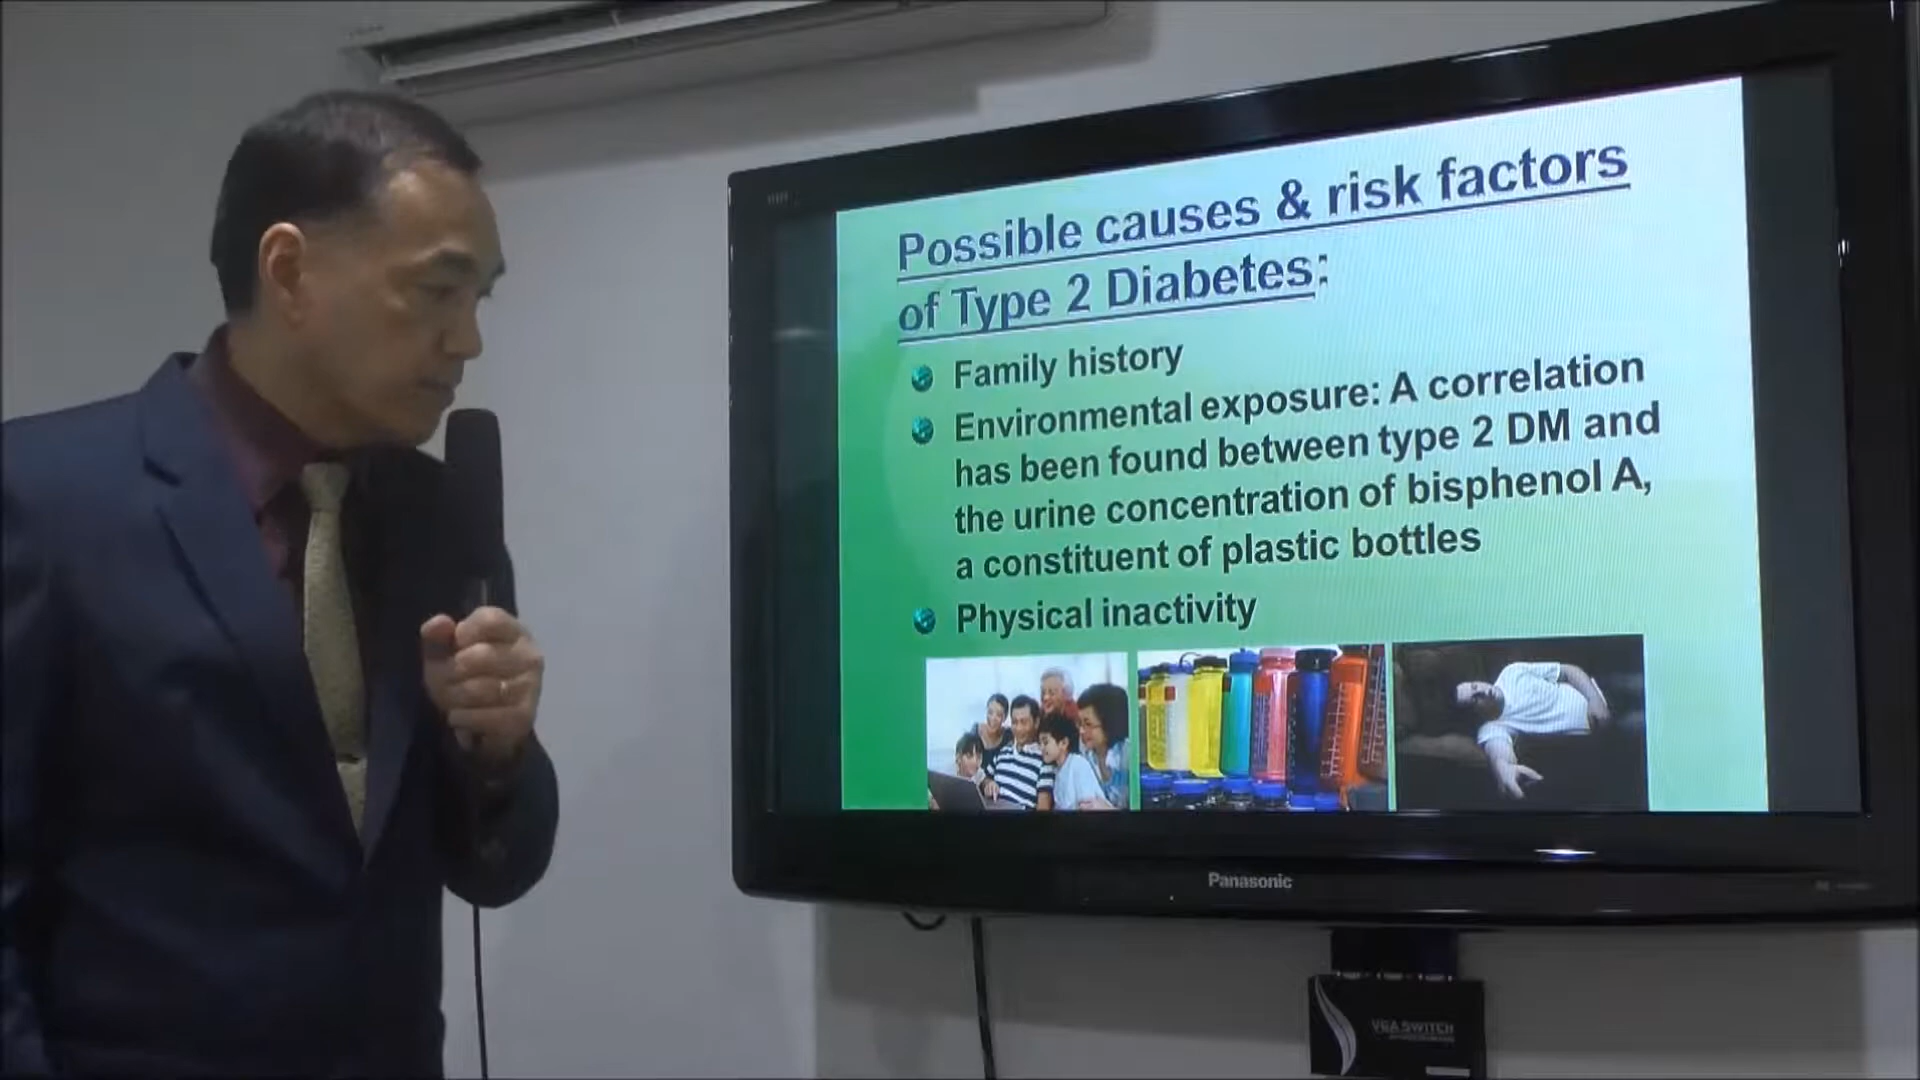 Possible causes & risk factors
of Type 2 Diabetes:
Family history
Environmental exposure: A correlation
has been found between type 2 DM and
the urine concentration of bisphenol A,
a constituent of plastic bottles
Physical inactivity
Panasonic
VGA SWITCH